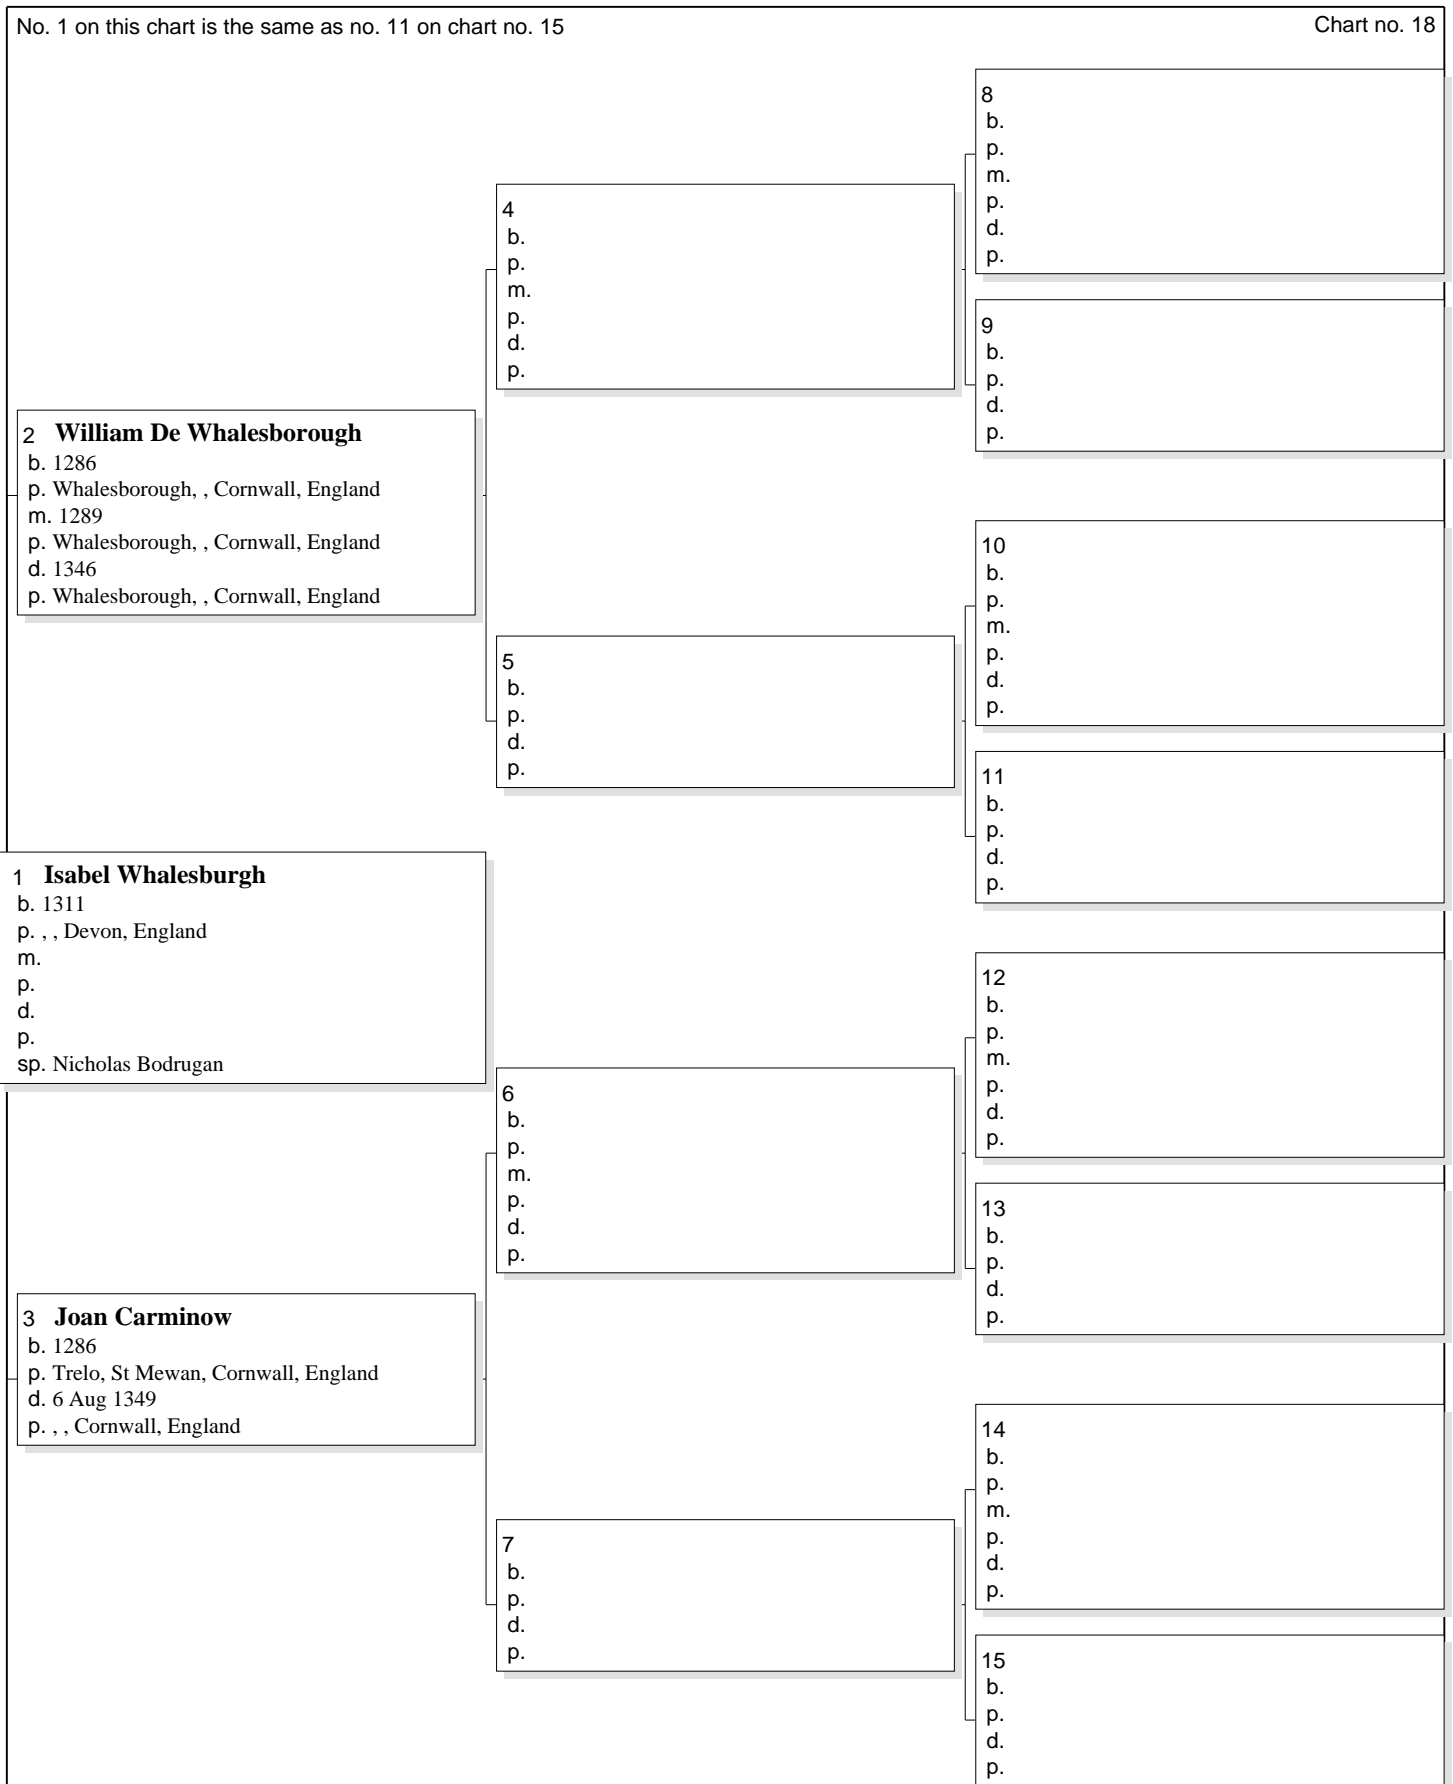 No. 1 on this chart is the same as no. 11 on chart no. 15
Chart no. 18
8
b.
p.
m.
p.
d.
p.
4
b.
p.
m.
p.
d.
p.
9
b.
p.
d.
p.
2 William De Whalesborough
b. 1286
p. Whalesborough, , Cornwall, England
m. 1289
p. Whalesborough, , Cornwall, England
d. 1346
p. Whalesborough, , Cornwall, England
10
b.
p.
m.
p.
d.
p.
5
b.
p.
d.
p.
11
b.
p.
d.
p.
1 Isabel Whalesburgh
b. 1311
p. , , Devon, England
m.
p.
d.
p.
sp. Nicholas Bodrugan
12
b.
p.
m.
p.
d.
p.
6
b.
p.
m.
p.
d.
p.
13
b.
p.
d.
p.
3 Joan Carminow
b. 1286
p. Trelo, St Mewan, Cornwall, England
d. 6 Aug 1349
p. , , Cornwall, England
14
b.
p.
m.
p.
d.
p.
7
b.
p.
d.
p.
15
b.
p.
d.
p.